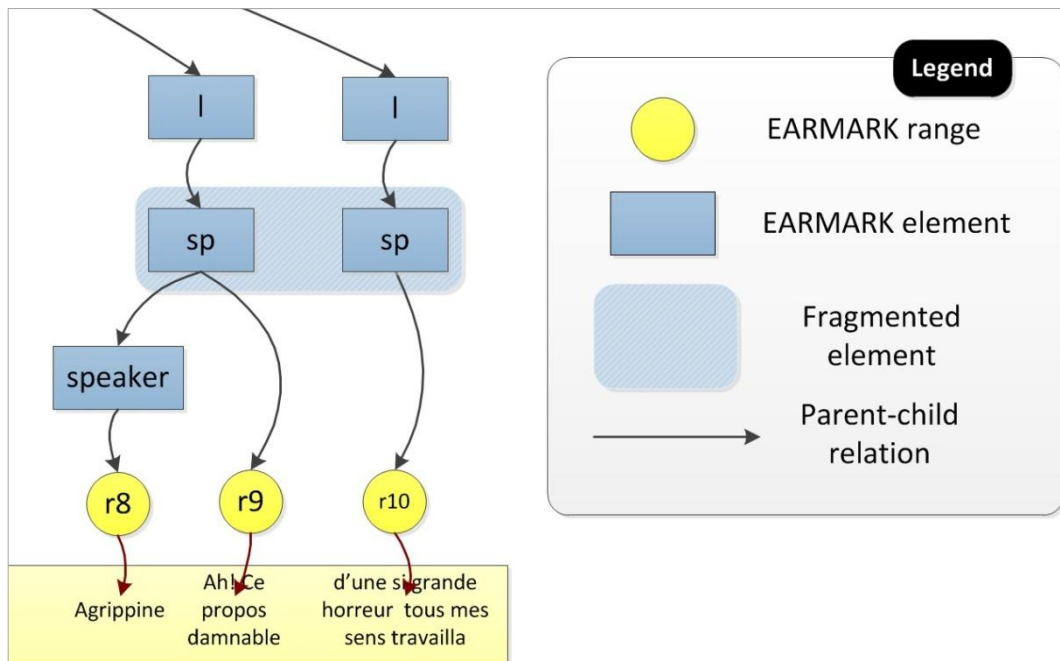 l
l
sp
sp
speaker
r8
r9
r10
Agrippine
Ah! Ce
propos
damnable
d'une si grande
horreur tous mes
sens travailla
Legend
EARMARK range
EARMARK element
Fragmented
element
Parent-child
relation